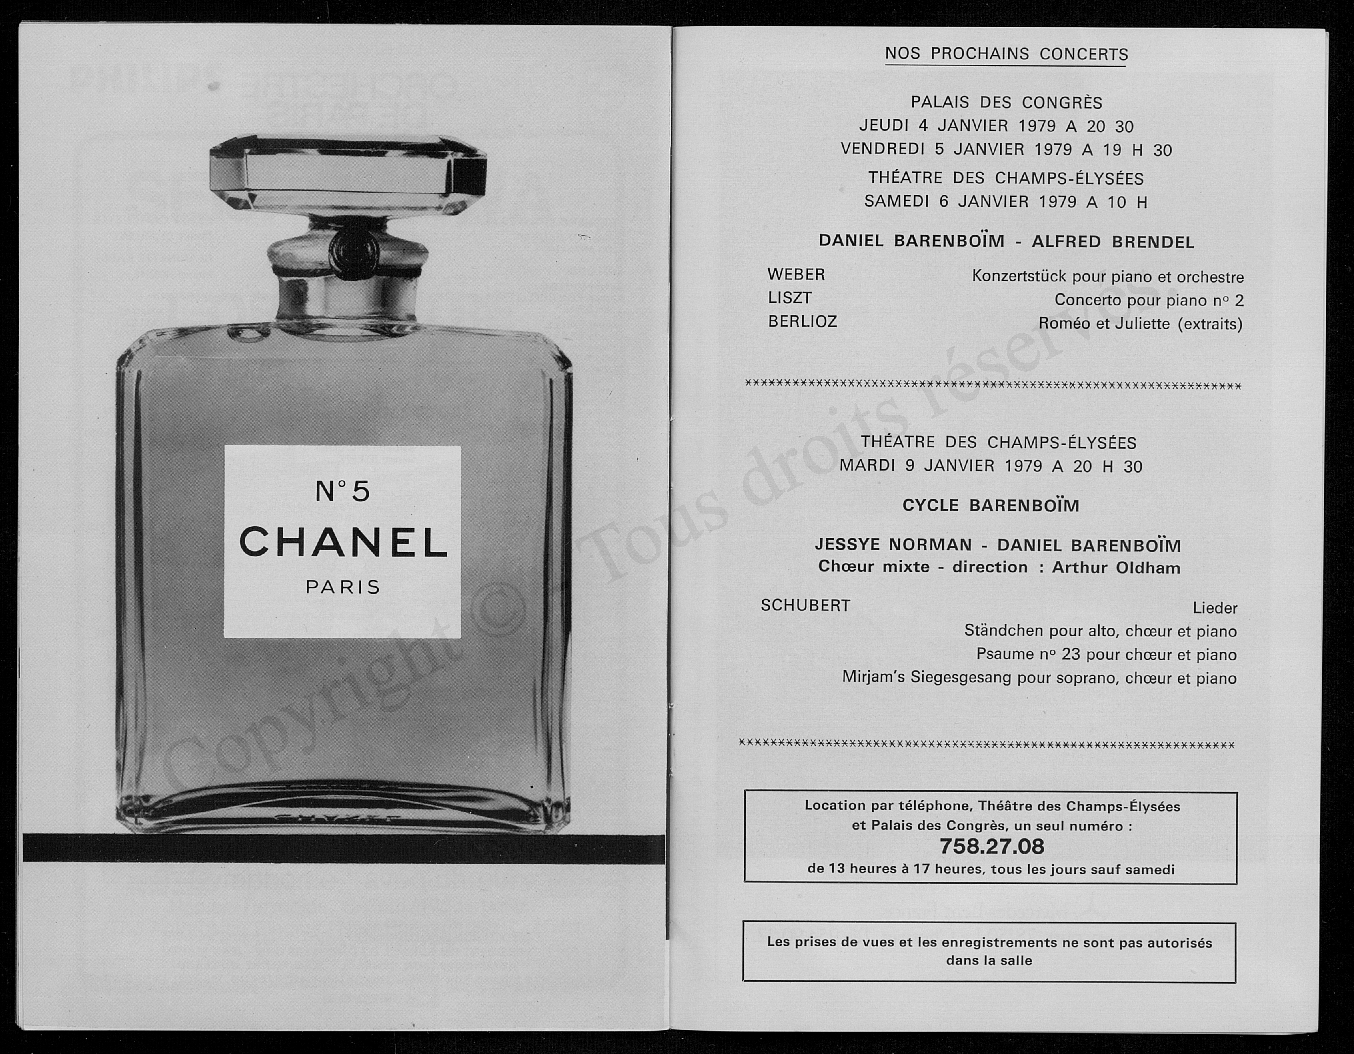 N° 5
CHANEL
PARIS
NOS PROCHAINS CONCERTS
PALAIS DES CONGRÈS
JEUDI 4 JANVIER 1979 A 20 30
VENDREDI 5 JANVIER 1979 A 19 H 30
THÉATRE DES CHAMPS-ÉLYSÉES
SAMEDI 6 JANVIER 1979 A 10 H
DANIEL BARENBOÏM - ALFRED BRENDEL
WEBER Konzertstück pour piano et orchestre
LISZT Concerto pour piano nº 2
BERLIOZ Roméo et Juliette (extraits)
THÉATRE DES CHAMPS-ÉLYSÉES
MARDI 9 JANVIER 1979 A 20 H 30
CYCLE BARENBOÏM
JESSYE NORMAN - DANIEL BARENBOÏM
Chœur mixte - direction : Arthur Oldham
SCHUBERT Lieder
Ständchen pour alto, chœur et piano
Psaume nº 23 pour chœur et piano
Mirjam's Siegesgesang pour soprano, chœur et piano
Location par téléphone, Théâtre des Champs-Élysées
et Palais des Congrès, un seul numéro :
758.27.08
de 13 heures à 17 heures, tous les jours sauf samedi
Les prises de vues et les enregistrements ne sont pas autorisés
dans la salle
Copyright © - Tous droits réservés.